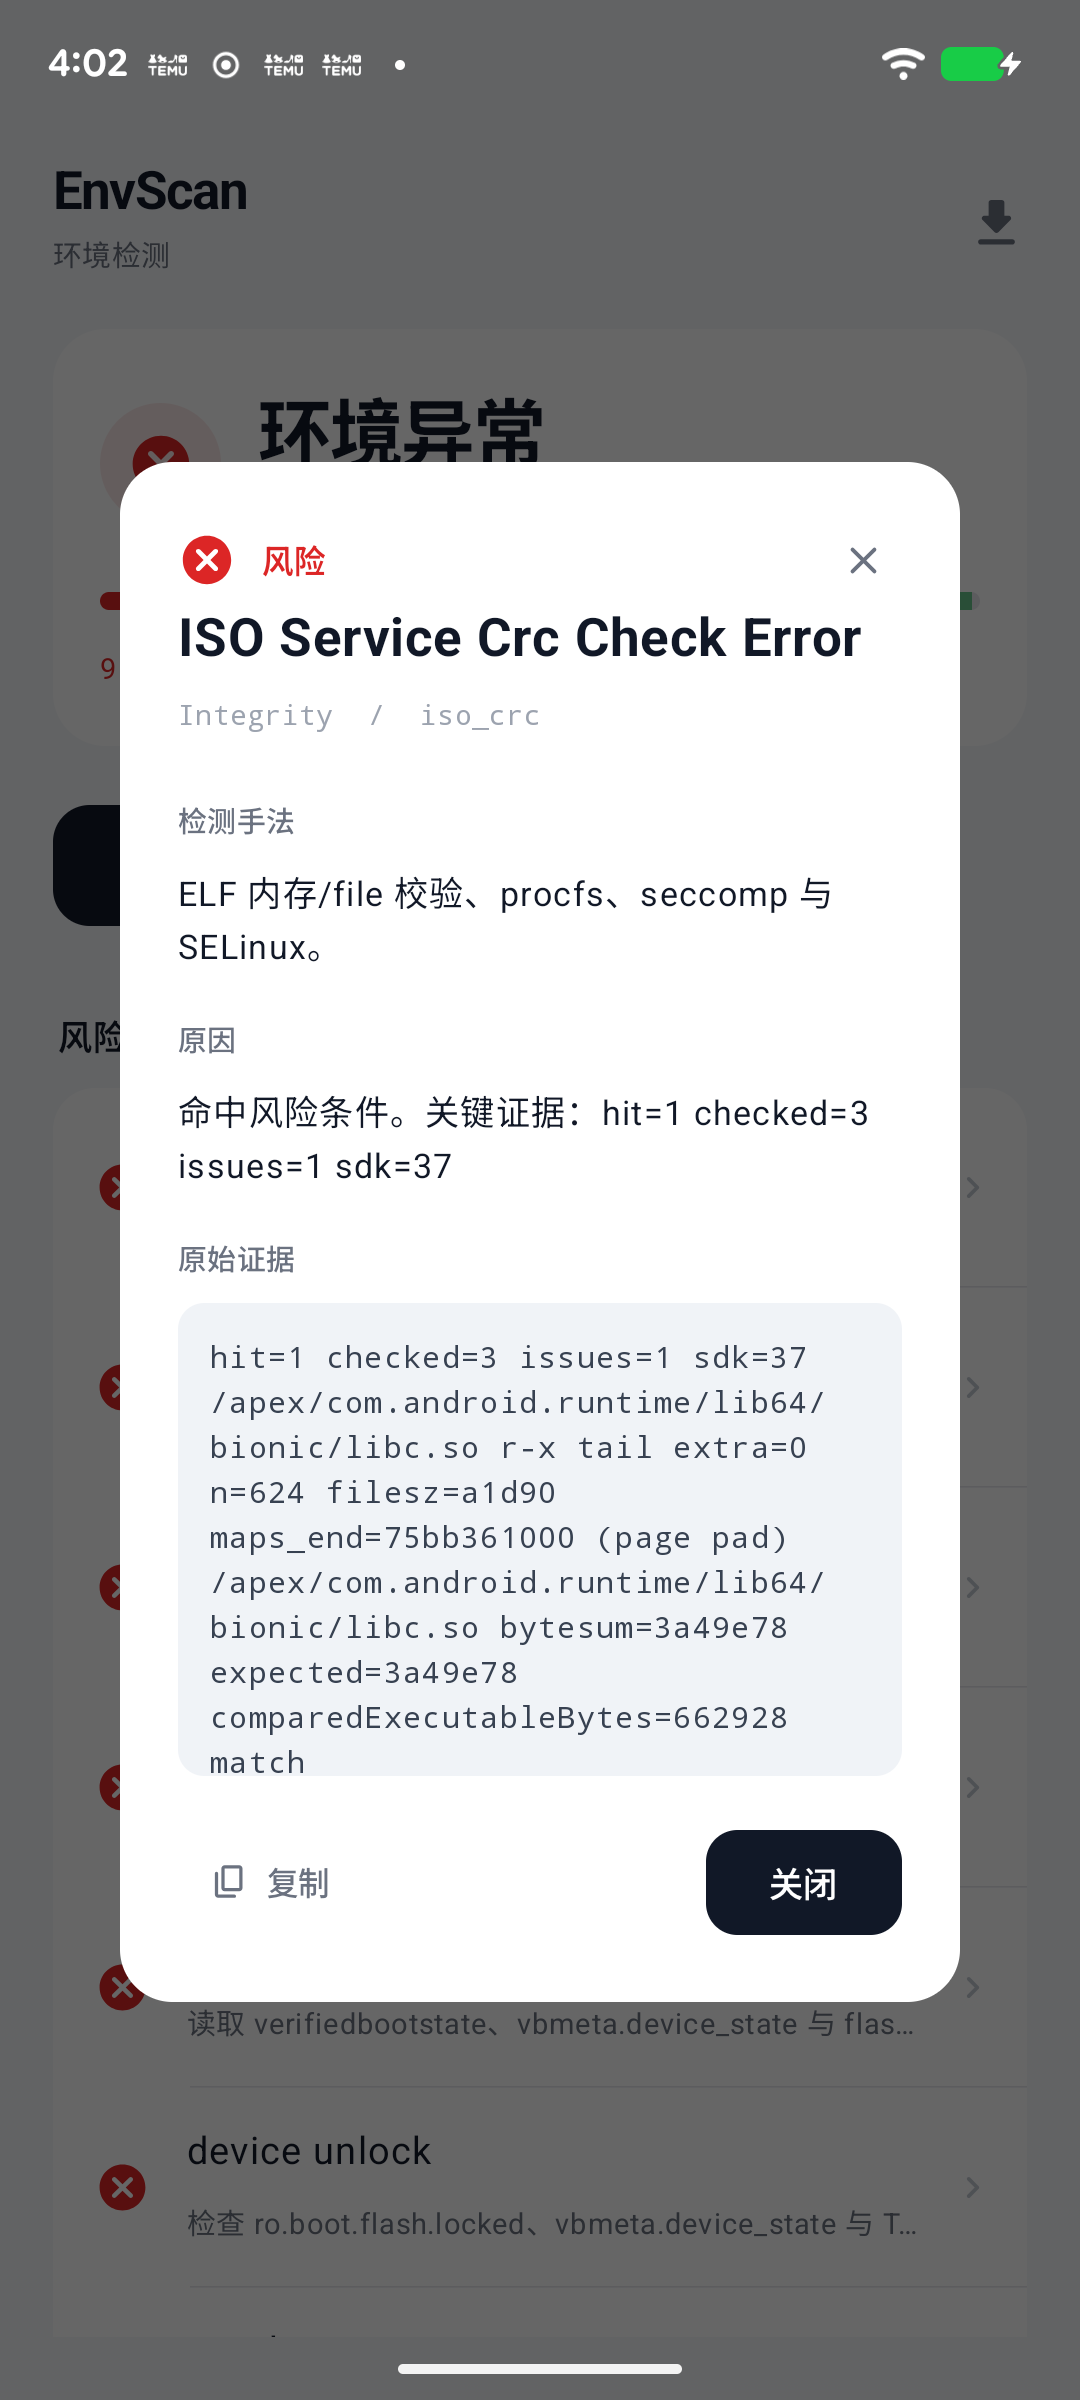 4:02
TEMU
TEMU
TEMU
EnvScan
环境检测
环境异常
9
风险
ISO Service Crc Check Error
Integrity / iso_crc
检测手法
ELF 内存/file 校验、procfs、seccomp 与
SELinux。
原因
命中风险条件。关键证据：hit=1 checked=3
issues=1 sdk=37
原始证据
hit=1 checked=3 issues=1 sdk=37
/apex/com.android.runtime/lib64/
bionic/libc.so r-x tail extra=0
n=624 filesz=a1d90
maps_end=75bb361000 (page pad)
/apex/com.android.runtime/lib64/
bionic/libc.so bytesum=3a49e78
expected=3a49e78
comparedExecutableBytes=662928
match
复制
关闭
风险
读取 verifiedbootstate、vbmeta.device_state 与 flas…
device unlock
检查 ro.boot.flash.locked、vbmeta.device_state 与 T…